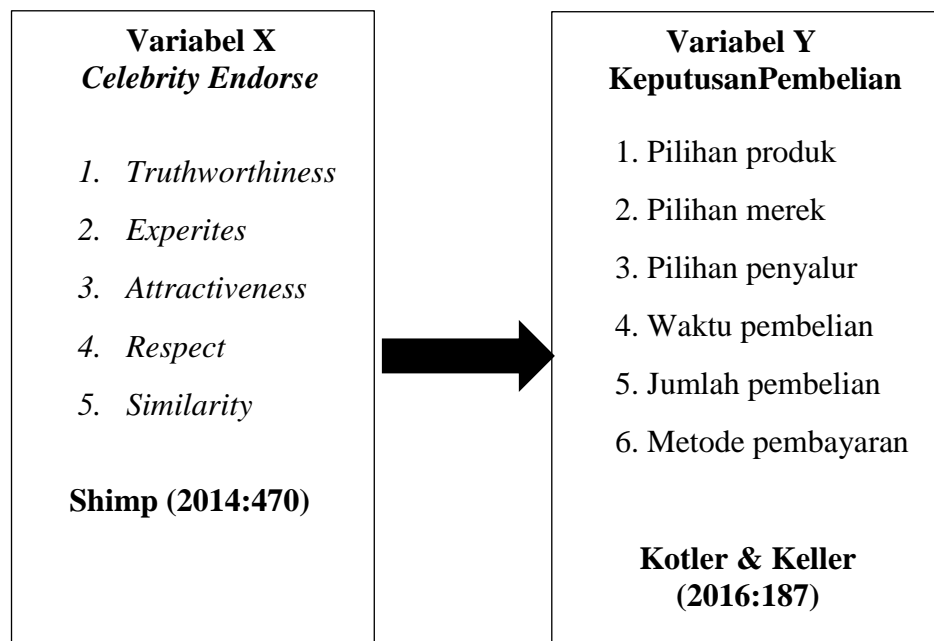 Variabel X
Celebrity Endorse
1. Truthworthiness
2. Experites
3. Attractiveness
4. Respect
5. Similarity
Shimp (2014:470)
Variabel Y
KeputusanPembelian
1. Pilihan produk
2. Pilihan merek
3. Pilihan penyalur
4. Waktu pembelian
5. Jumlah pembelian
6. Metode pembayaran
Kotler & Keller
(2016:187)